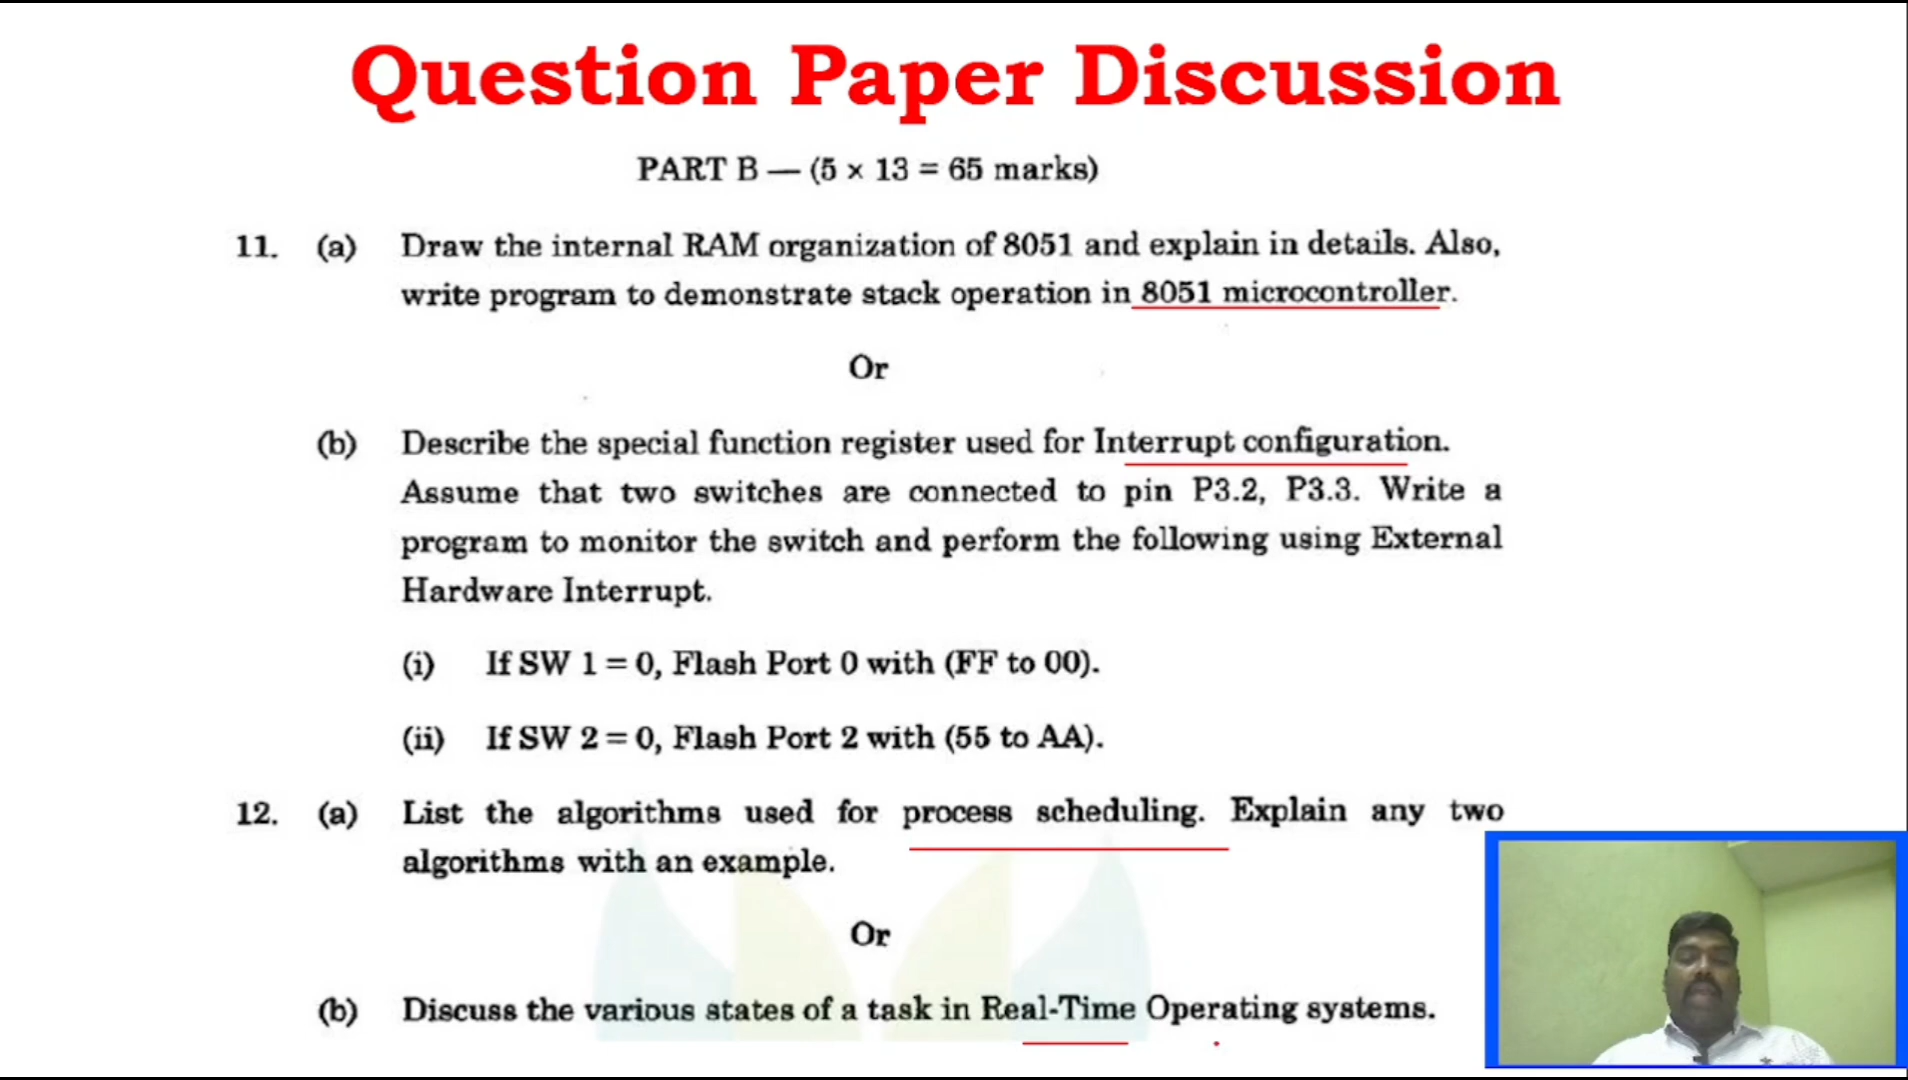 Question Paper Discussion
PART B — (5 × 13 = 65 marks)
11. (a) Draw the internal RAM organization of 8051 and explain in details. Also,
write program to demonstrate stack operation in 8051 microcontroller.
Or
(b) Describe the special function register used for Interrupt configuration.
Assume that two switches are connected to pin P3.2, P3.3. Write a
program to monitor the switch and perform the following using External
Hardware Interrupt.
(i) If SW 1 = 0, Flash Port 0 with (FF to 00).
(ii) If SW 2 = 0, Flash Port 2 with (55 to AA).
12. (a) List the algorithms used for process scheduling. Explain any two
algorithms with an example.
Or
(b) Discuss the various states of a task in Real-Time Operating systems.